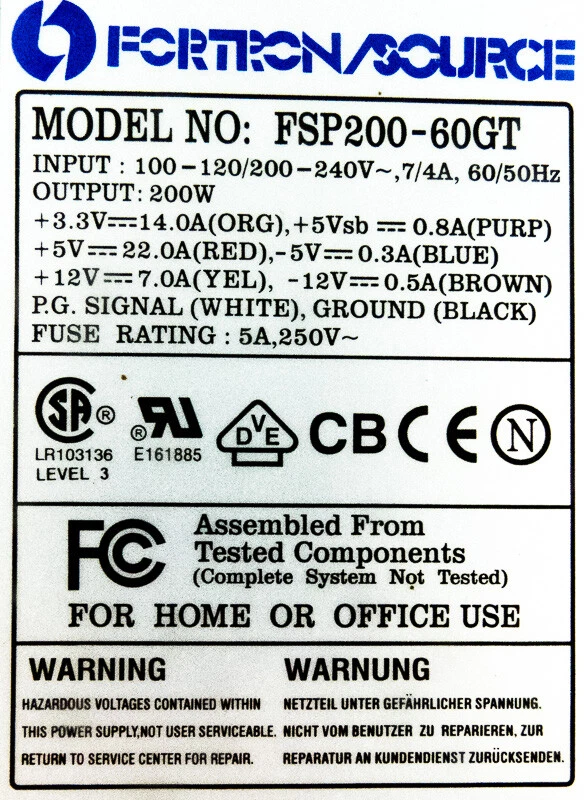 FORTRON/SOURCE
MODEL NO: FSP200-60GT
INPUT : 100-120/200-240V~,7/4A, 60/50Hz
OUTPUT: 200W
+3.3V⎓14.0A(ORG),+5Vsb ⎓ 0.8A(PURP)
+5V⎓22.0A(RED),-5V⎓0.3A(BLUE)
+12V⎓7.0A(YEL), -12V⎓0.5A(BROWN)
P.G. SIGNAL (WHITE), GROUND (BLACK)
FUSE RATING : 5A,250V~
SA ® ® RU D V E CB CE N
LR103136 E161885
LEVEL 3
FC Assembled From
Tested Components
(Complete System Not Tested)
FOR HOME OR OFFICE USE
WARNING
HAZARDOUS VOLTAGES CONTAINED WITHIN
THIS POWER SUPPLY,NOT USER SERVICEABLE.
RETURN TO SERVICE CENTER FOR REPAIR.
WARNUNG
NETZTEIL UNTER GEFÄHRLICHER SPANNUNG.
NICHT VOM BENUTZER ZU REPARIEREN, ZUR
REPARATUR AN KUNDENDIENST ZURÜCKSENDEN.